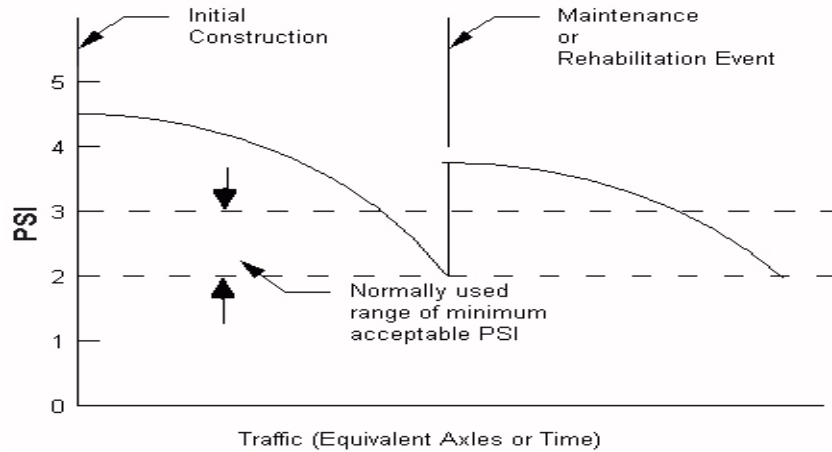 Initial
Construction
Maintenance
or
Rehabilitation Event
5
4
3
2
1
0
PSI
Normally used
range of minimum
acceptable PSI
Traffic (Equivalent Axles or Time)